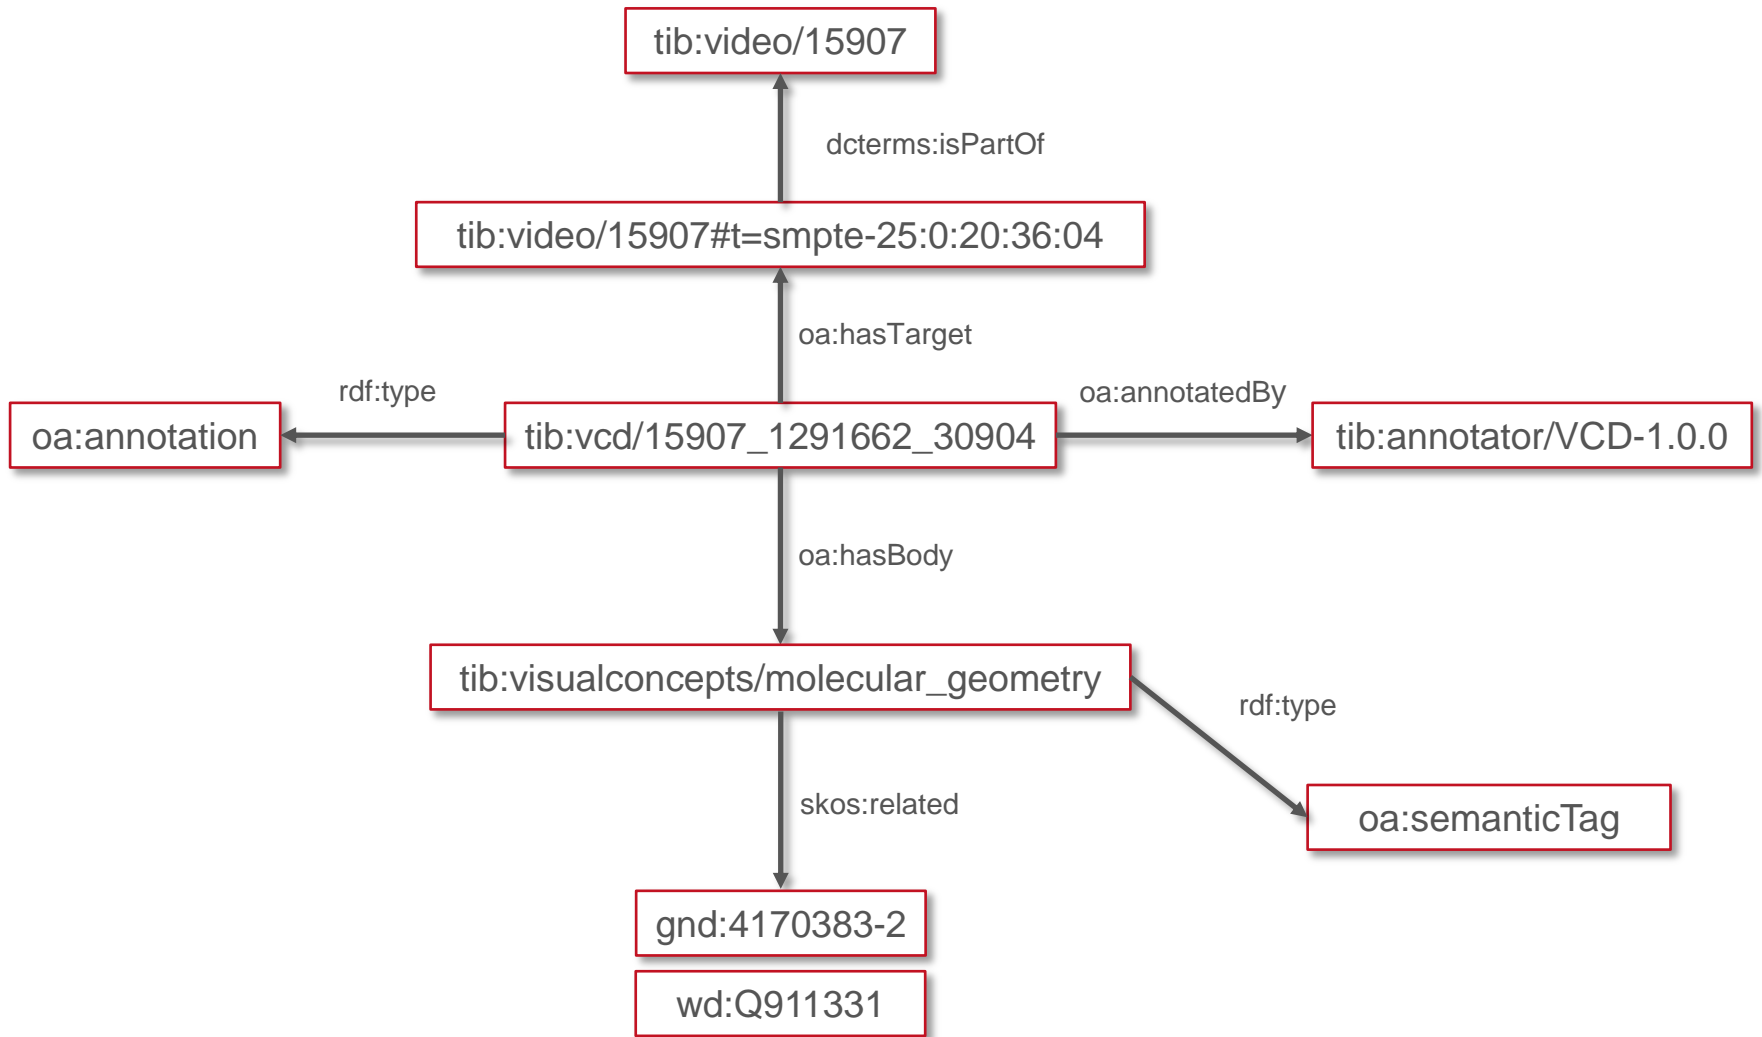 tib:video/15907
dcterms:isPartOf
tib:video/15907#t=smpte-25:0:20:36:04
oa:hasTarget
rdf:type
oa:annotatedBy
oa:annotation
tib:vcd/15907_1291662_30904
tib:annotator/VCD-1.0.0
oa:hasBody
tib:visualconcepts/molecular_geometry
rdf:type
skos:related
oa:semanticTag
gnd:4170383-2
wd:Q911331